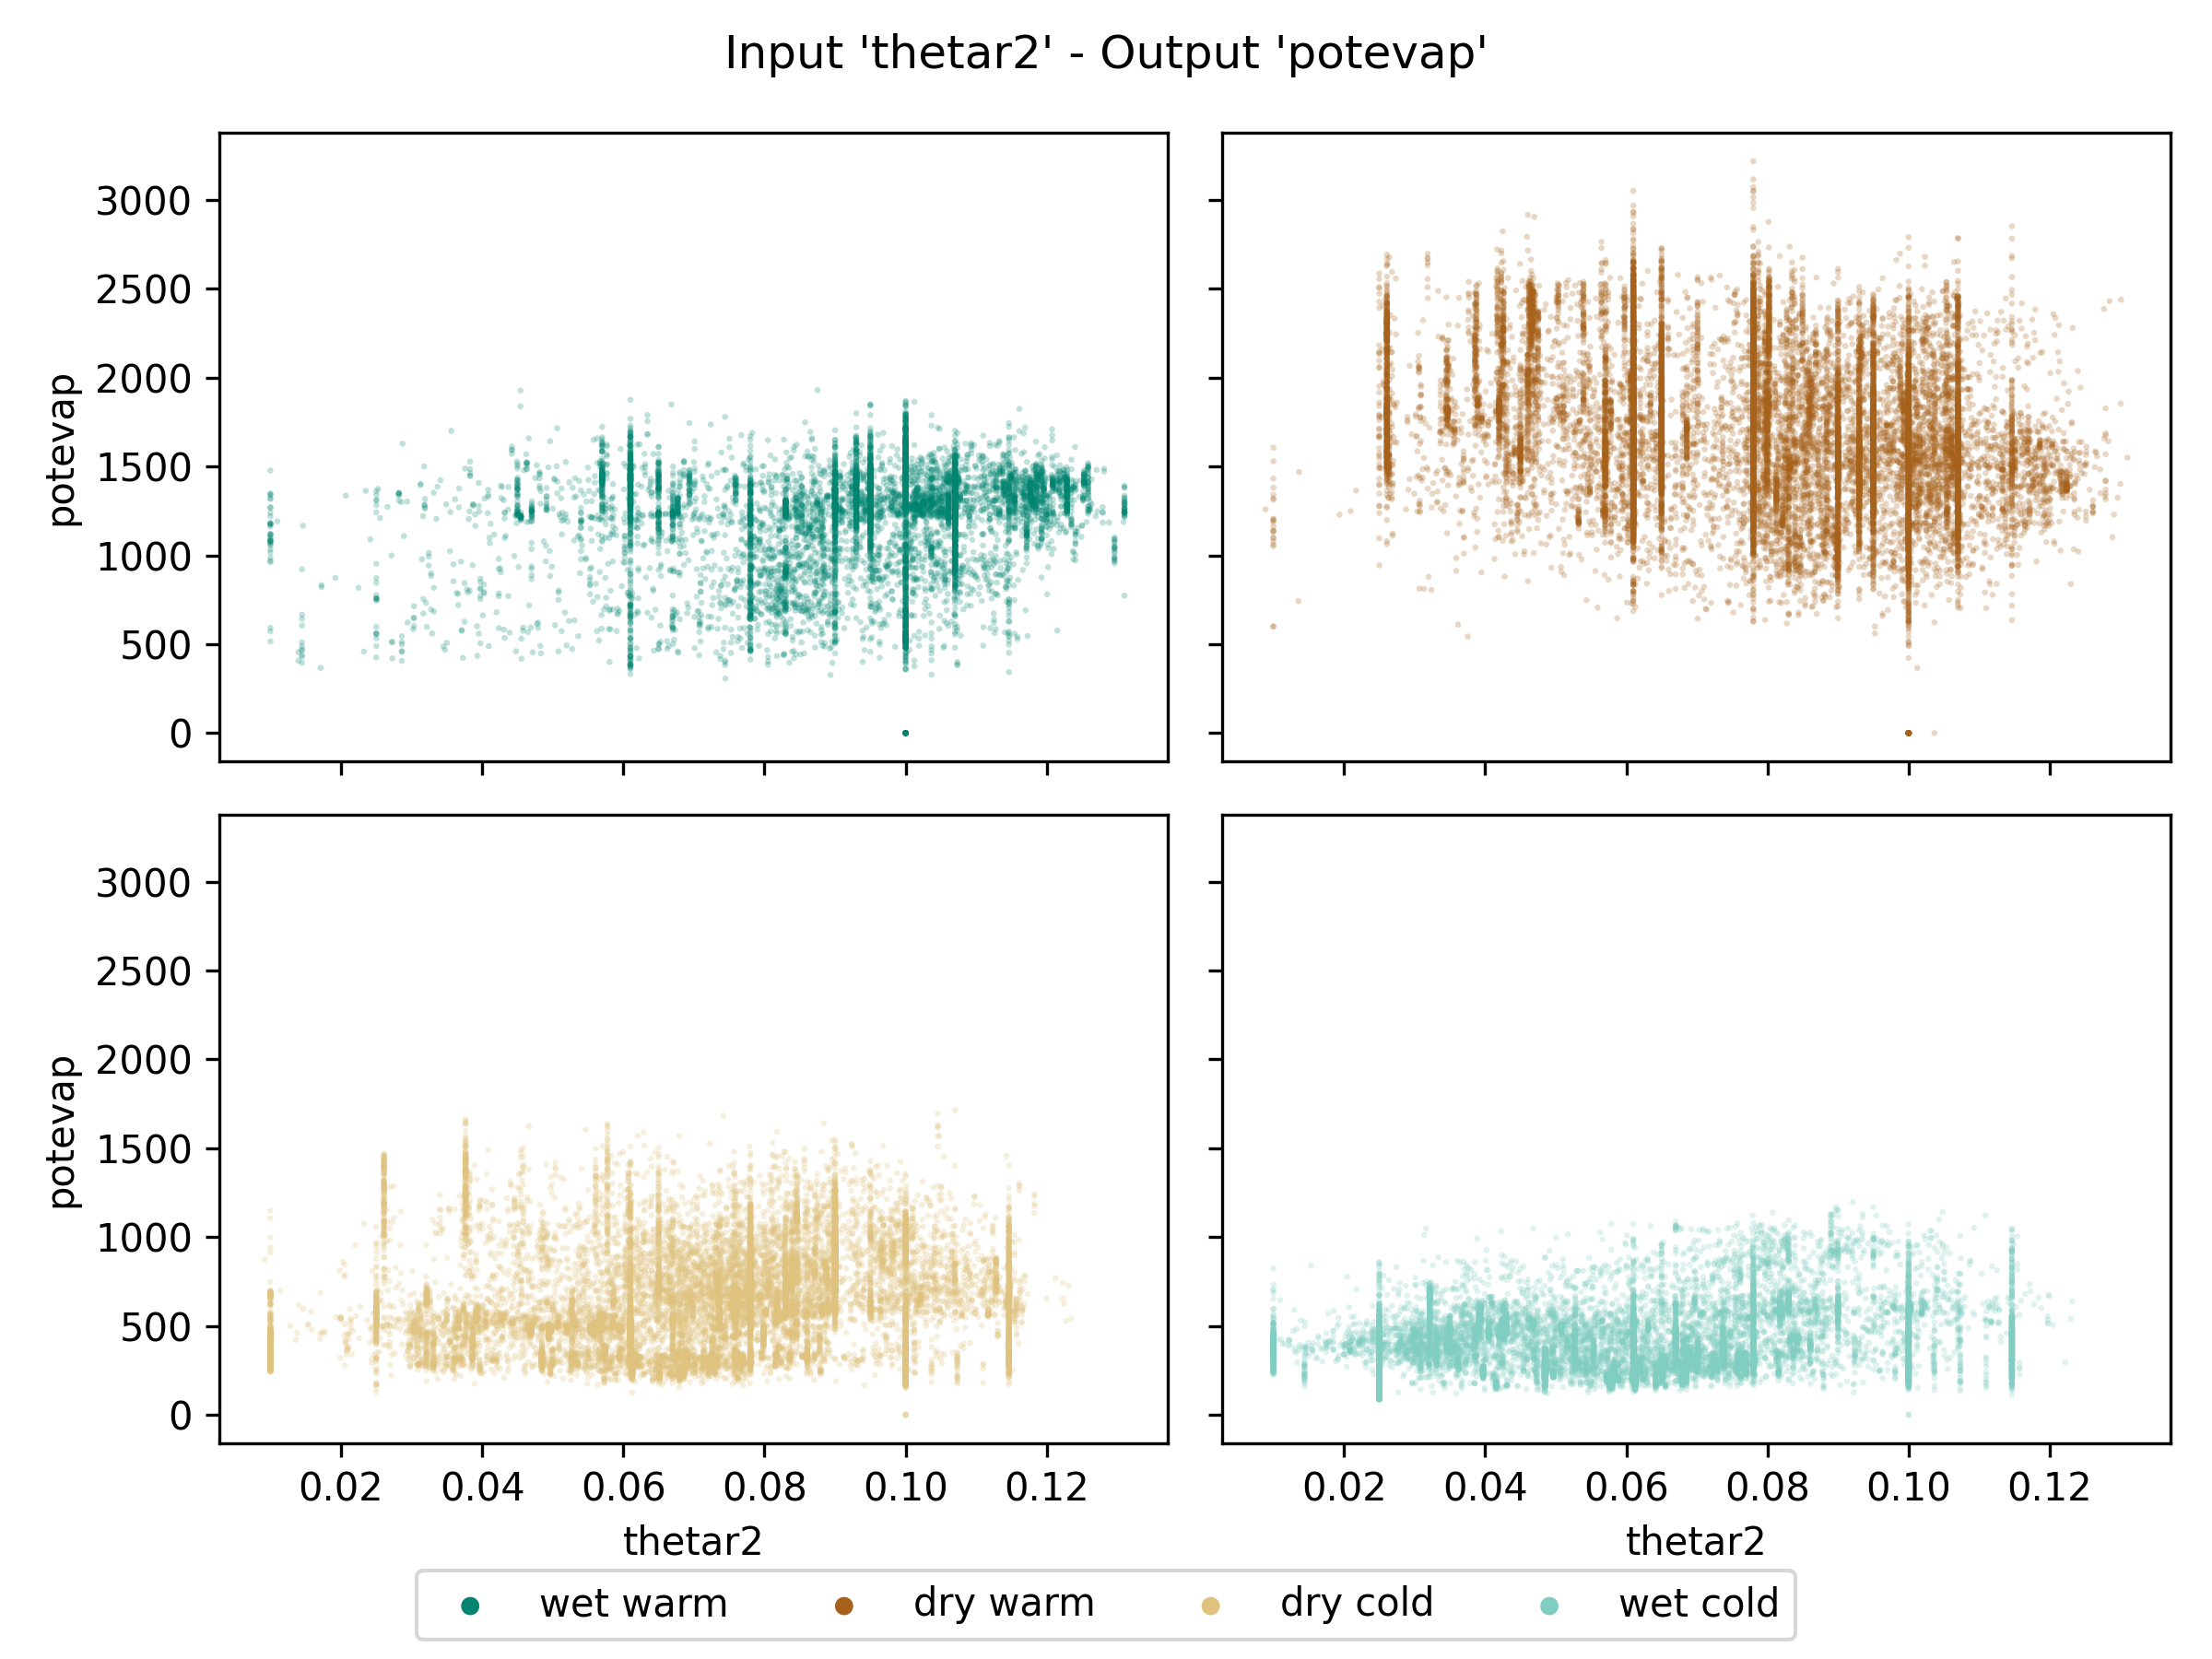 Input 'thetar2' - Output 'potevap'
3000
2500
2000
1500
1000
500
0
potevap
3000
2500
2000
1500
1000
500
0
potevap
0.02 0.04 0.06 0.08 0.10 0.12
thetar2
0.02 0.04 0.06 0.08 0.10 0.12
thetar2
wet warm dry warm dry cold wet cold